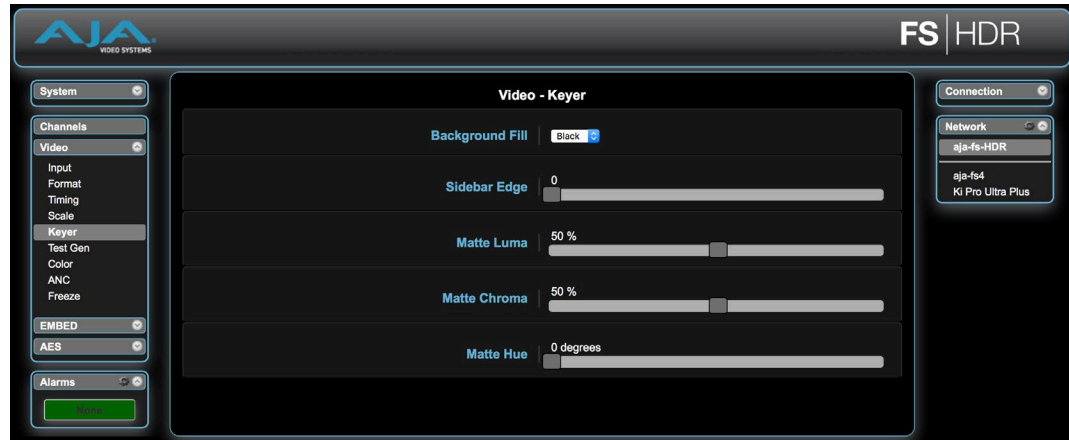 AJA
VIDEO SYSTEMS
FS|HDR
System
Channels
Video
Input
Format
Timing
Scale
Keyer
Test Gen
Color
ANC
Freeze
EMBED
AES
Alarms
None
Video - Keyer
Background Fill
Black
Sidebar Edge
0
Matte Luma
50 %
Matte Chroma
50 %
Matte Hue
0 degrees
Connection
Network
aja-fs-HDR
aja-fs4
Ki Pro Ultra Plus